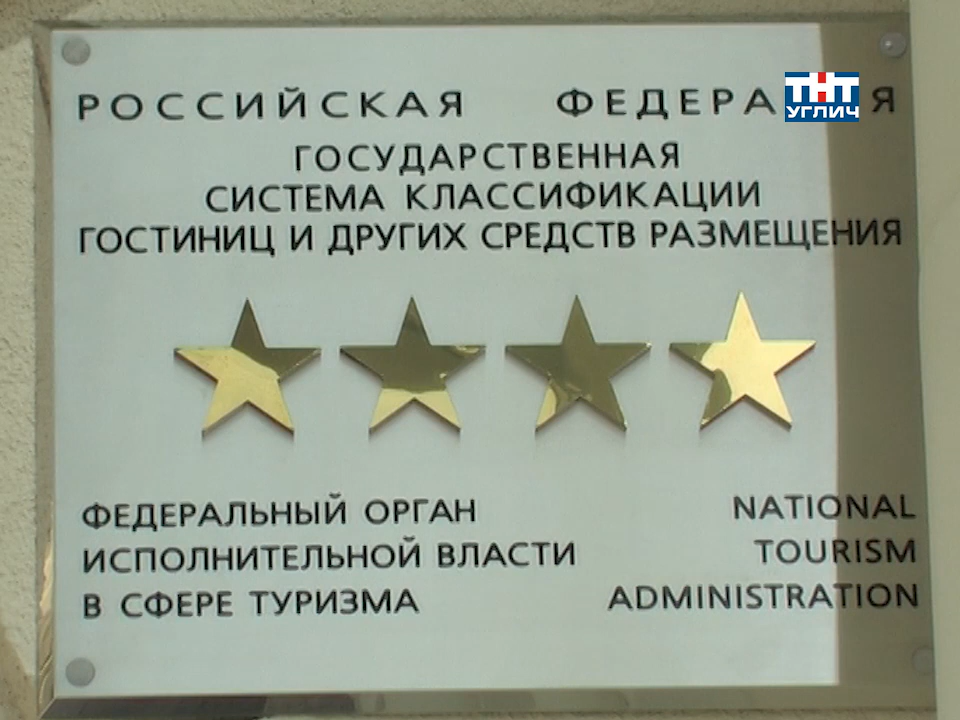 РОССИЙСКАЯ ФЕДЕРА Я
ТНТ
УГЛИЧ
ГОСУДАРСТВЕННАЯ
СИСТЕМА КЛАССИФИКАЦИИ
ГОСТИНИЦ И ДРУГИХ СРЕДСТВ РАЗМЕЩЕНИЯ
ФЕДЕРАЛЬНЫЙ ОРГАН
ИСПОЛНИТЕЛЬНОЙ ВЛАСТИ
В СФЕРЕ ТУРИЗМА
NATIONAL
TOURISM
ADMINISTRATION